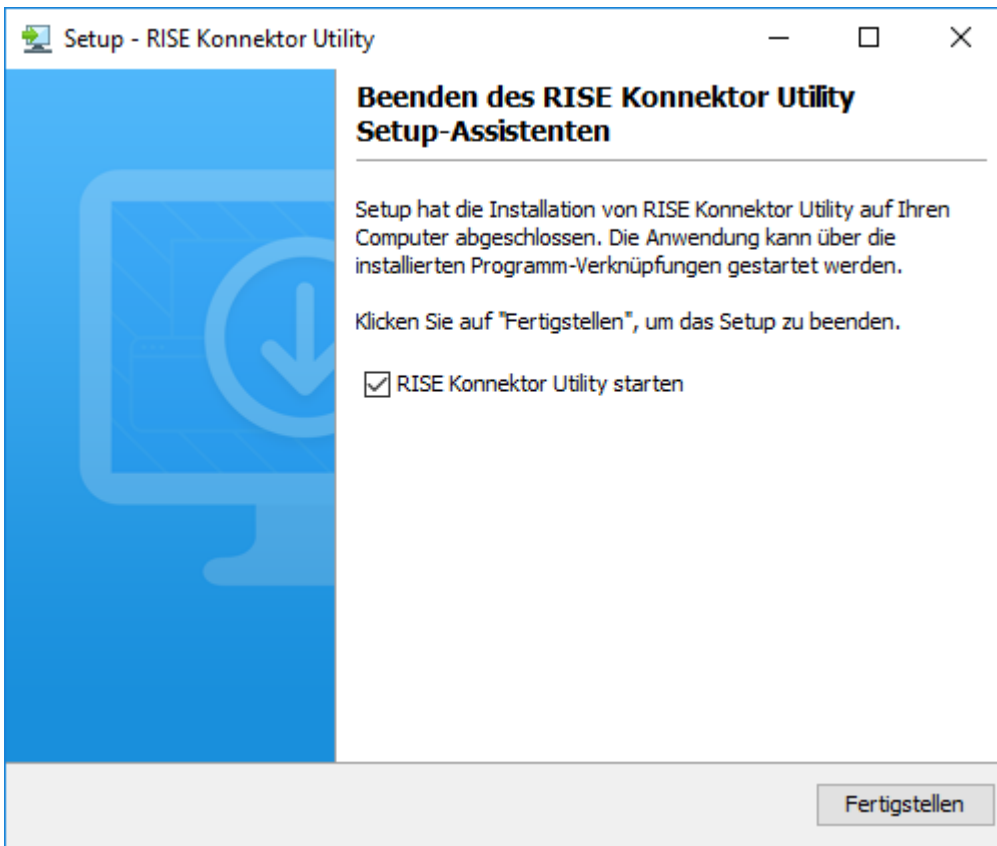 Setup - RISE Konnektor Utility
Beenden des RISE Konnektor Utility
Setup-Assistenten
Setup hat die Installation von RISE Konnektor Utility auf Ihren
Computer abgeschlossen. Die Anwendung kann über die
installierten Programm-Verknüpfungen gestartet werden.
Klicken Sie auf "Fertigstellen", um das Setup zu beenden.
RISE Konnektor Utility starten
Fertigstellen